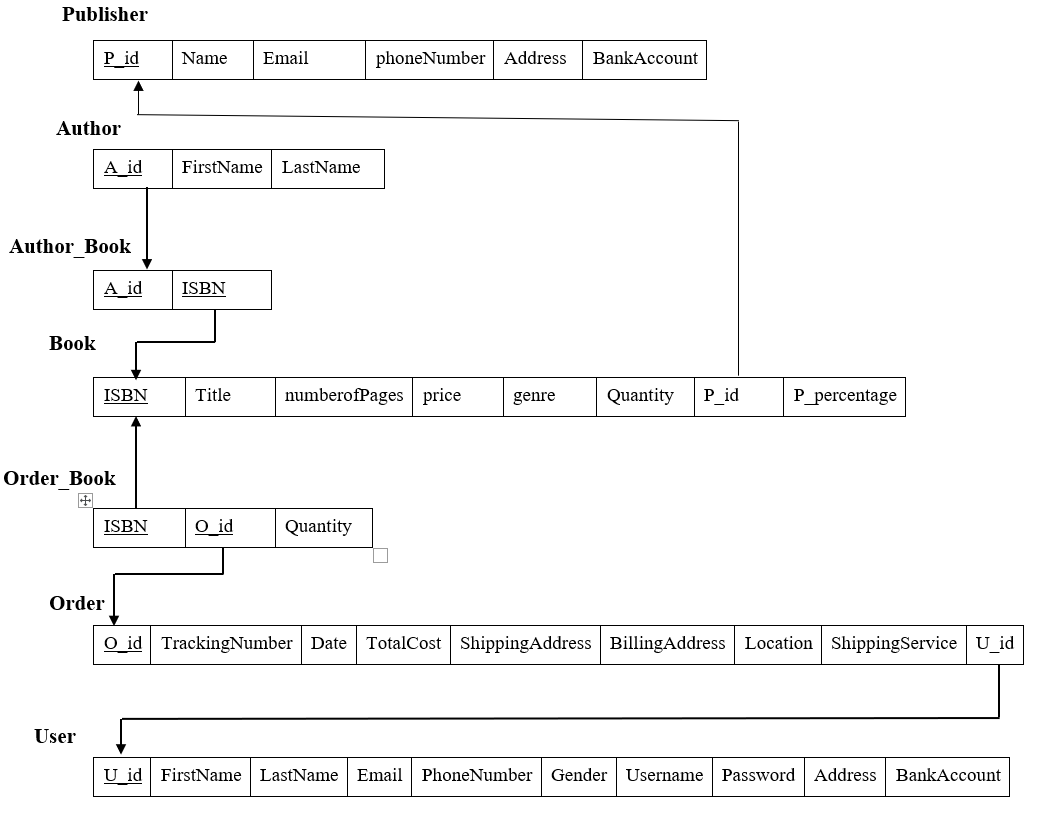 Publisher
P_id Name Email phoneNumber Address BankAccount
Author
A_id FirstName LastName
Author_Book
A_id ISBN
Book
ISBN Title numberofPages price genre Quantity P_id P_percentage
Order_Book
ISBN O_id Quantity
Order
O_id TrackingNumber Date TotalCost ShippingAddress BillingAddress Location ShippingService U_id
User
U_id FirstName LastName Email PhoneNumber Gender Username Password Address BankAccount